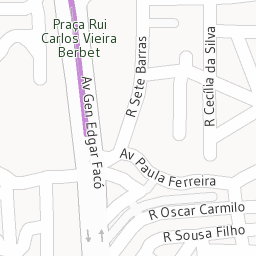 Praça Rui
Carlos Vieira
Berbet
Av Gen Edgar Facó
R Sete Barras
R Cecília da Silva
Av Paula Ferreira
R Oscar Carmilo
R Sousa Filho